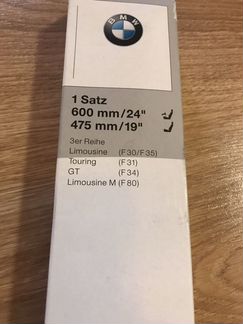 BMW
1 Satz
600 mm/24"
475 mm/19"
3er Reihe
Limousine (F30/F35)
Touring (F31)
GT (F34)
Limousine M (F80)